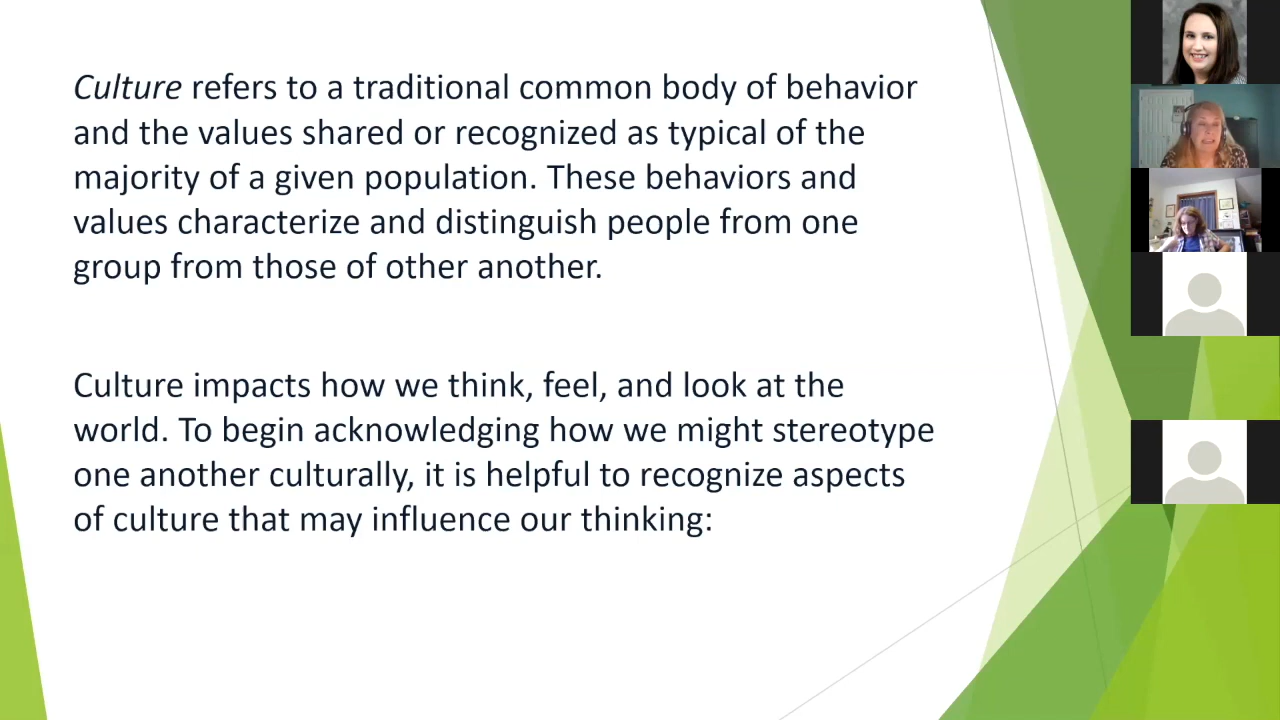 Culture refers to a traditional common body of behavior
and the values shared or recognized as typical of the
majority of a given population. These behaviors and
values characterize and distinguish people from one
group from those of other another.
Culture impacts how we think, feel, and look at the
world. To begin acknowledging how we might stereotype
one another culturally, it is helpful to recognize aspects
of culture that may influence our thinking: